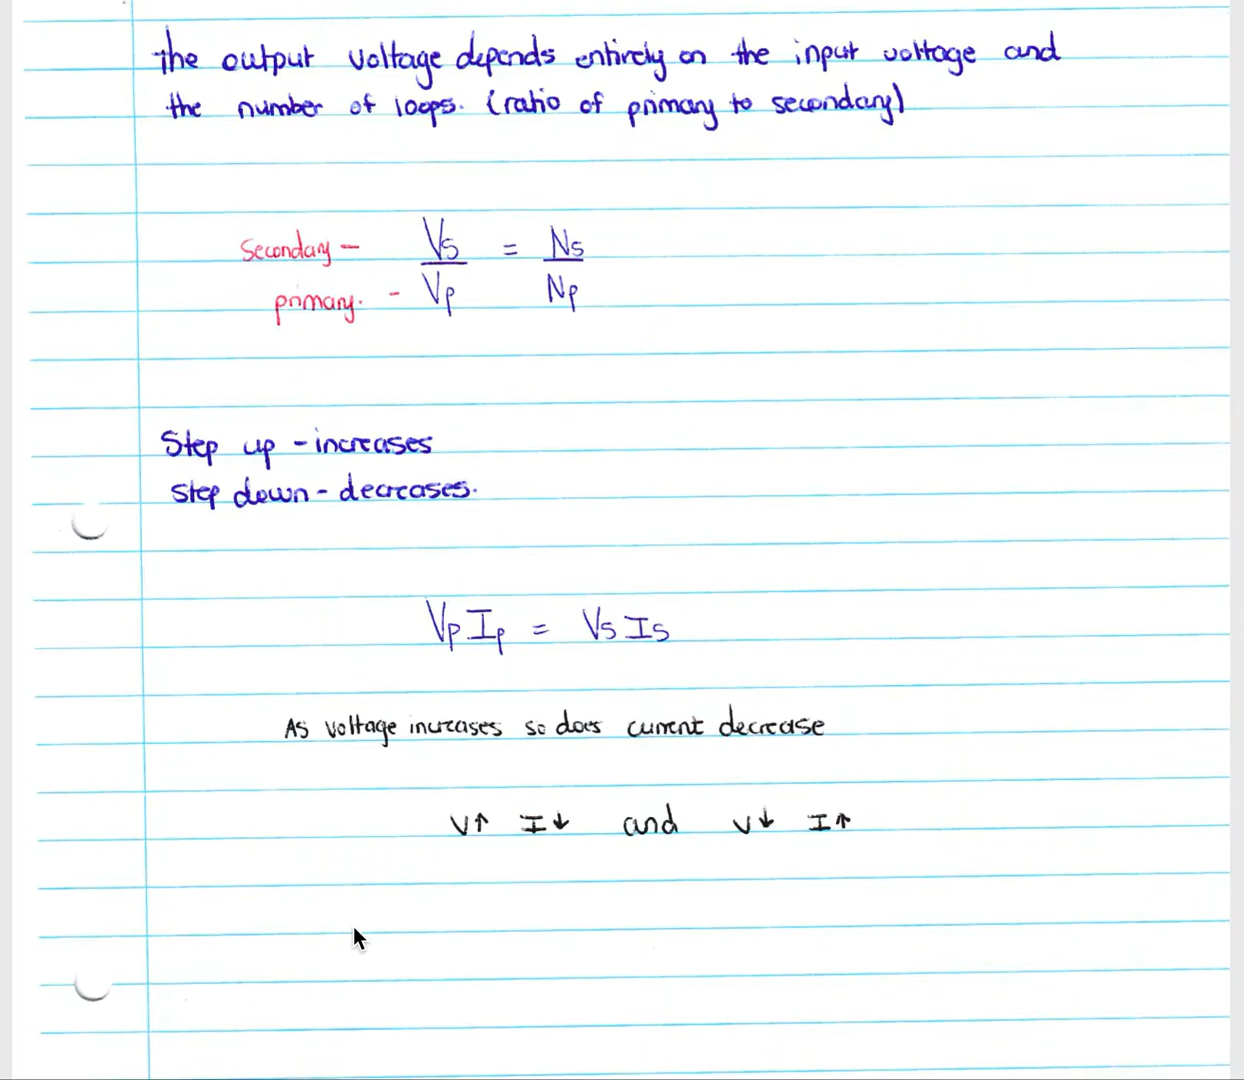 The output voltage depends entirely on the input voltage and
the number of loops. (ratio of primary to secondary)
Secondary - Vs/Vp = Ns/Np
primary. -
Step up - increases
step down - decreases.
VpIp = VsIs
As voltage increases so does current decrease
V↑ I↓ and V↓ I↑